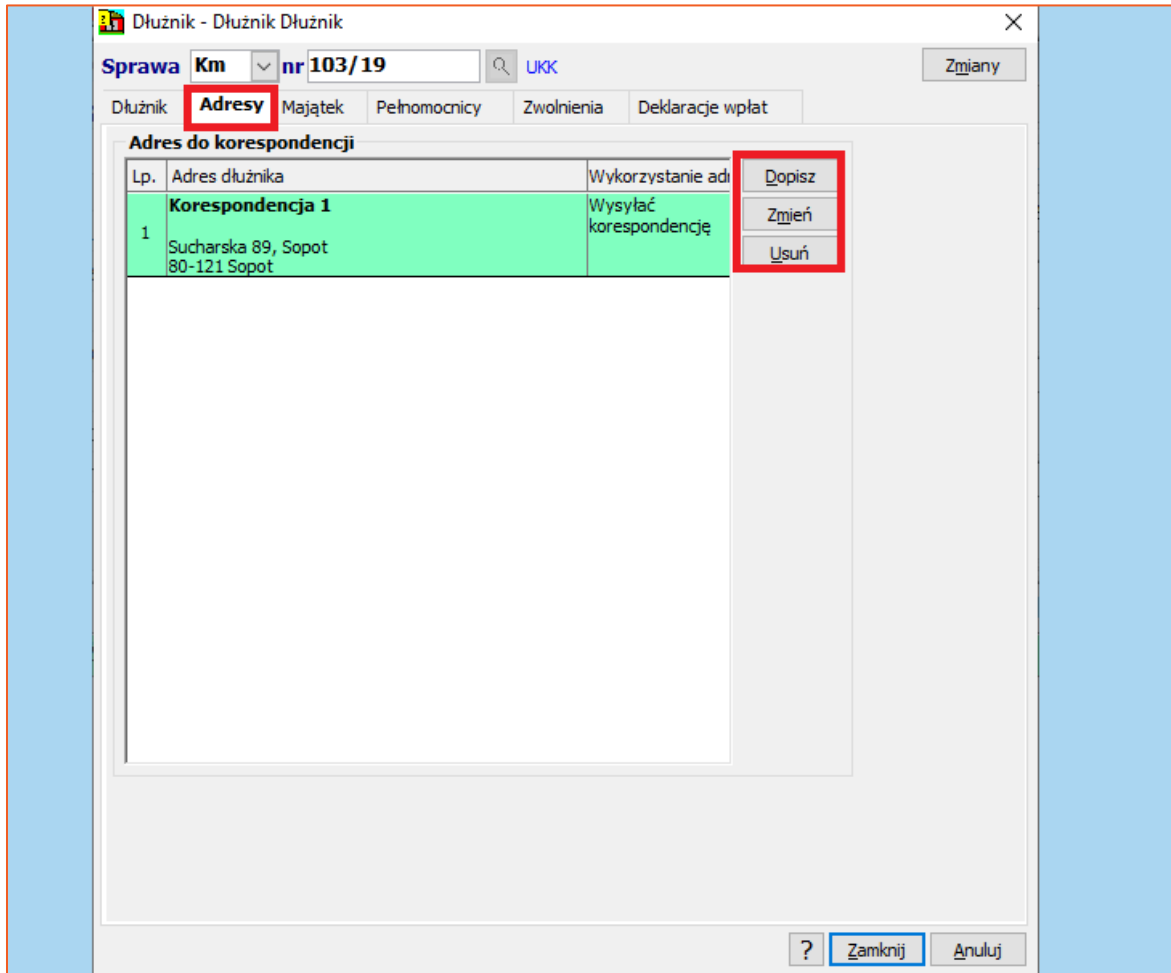 Dłużnik - Dłużnik Dłużnik
Sprawa Km nr 103/19 UKK Zmiany
Dłużnik Adresy Majątek Pełnomocnicy Zwolnienia Deklaracje wpłat
Adres do korespondencji
Lp. Adres dłużnika Wykorzystanie adr
Dopisz
Zmień
Usuń
1 Korespondencja 1 Wysyłać
korespondencję
Sucharska 89, Sopot
80-121 Sopot
? Zamknij Anuluj